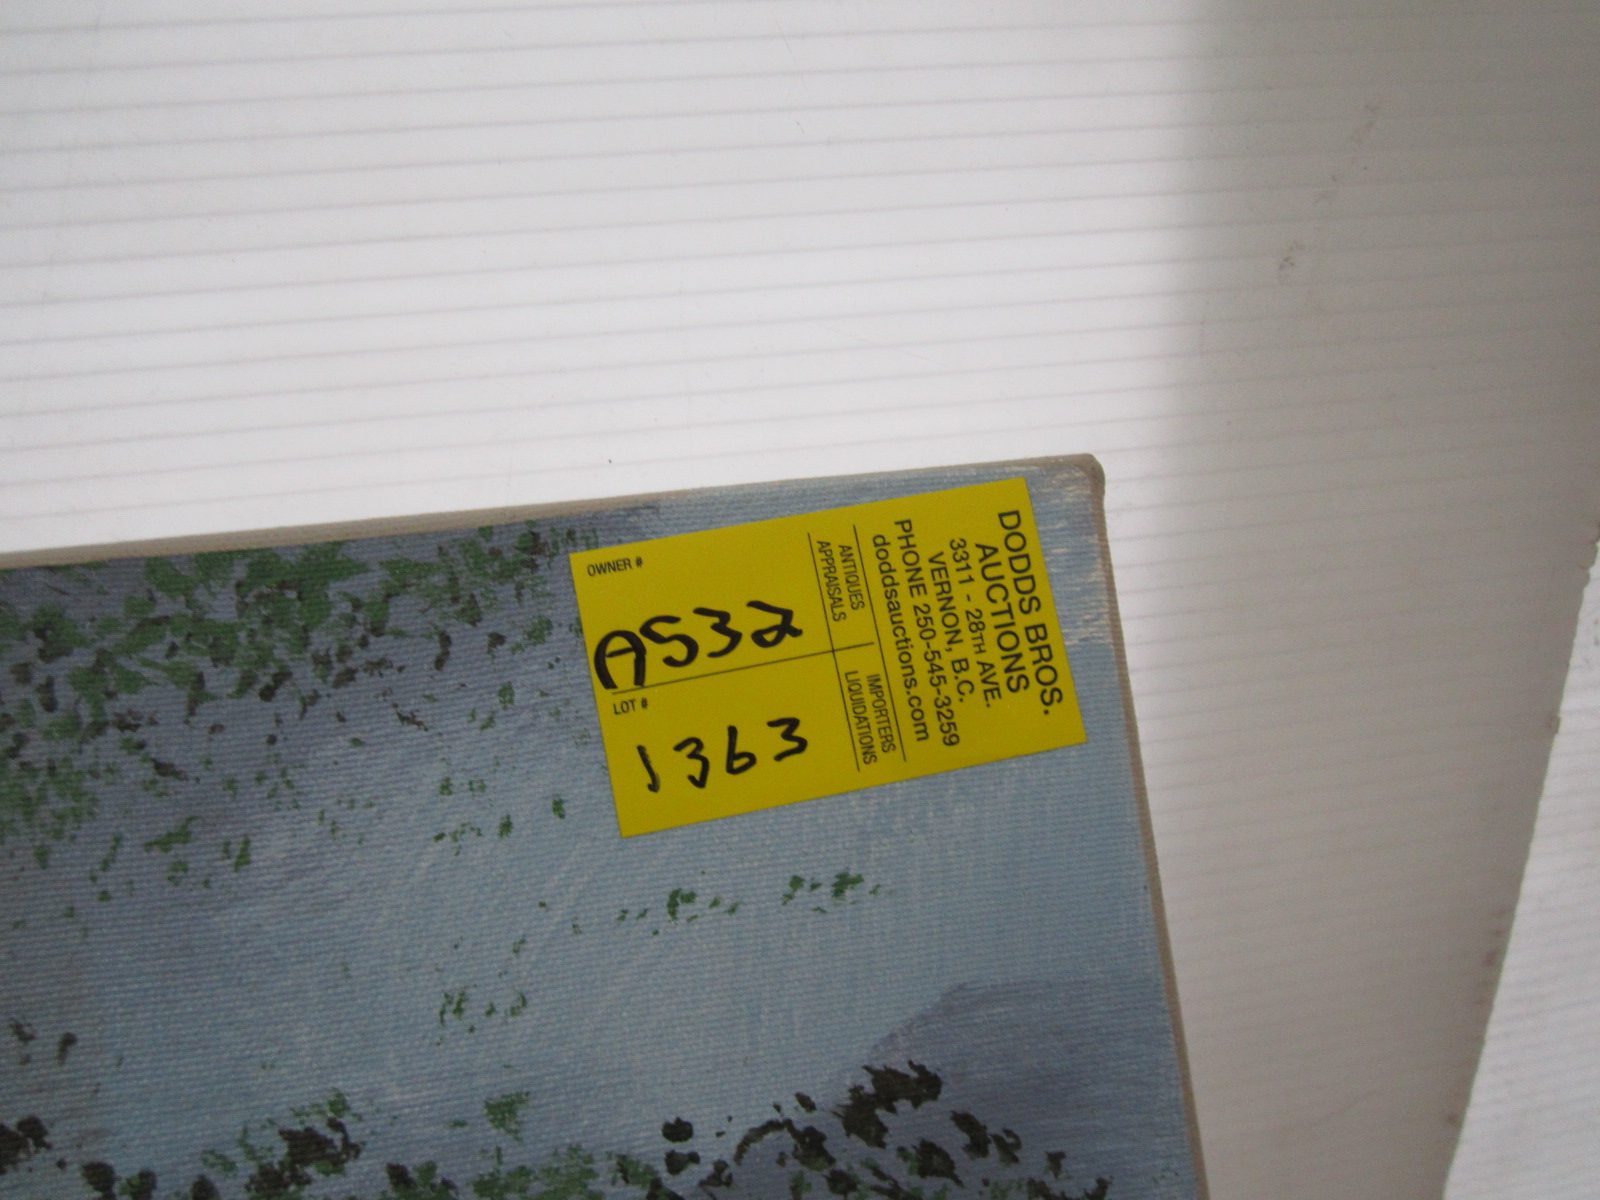 DODDS BROS.
AUCTIONS
3311 - 28TH AVE.
VERNON, B.C.
PHONE 250-545-3259
doddsauctions.com
ANTIQUES IMPORTERS
APPRAISALS LIQUIDATIONS
OWNER #
A532
LOT #
1363